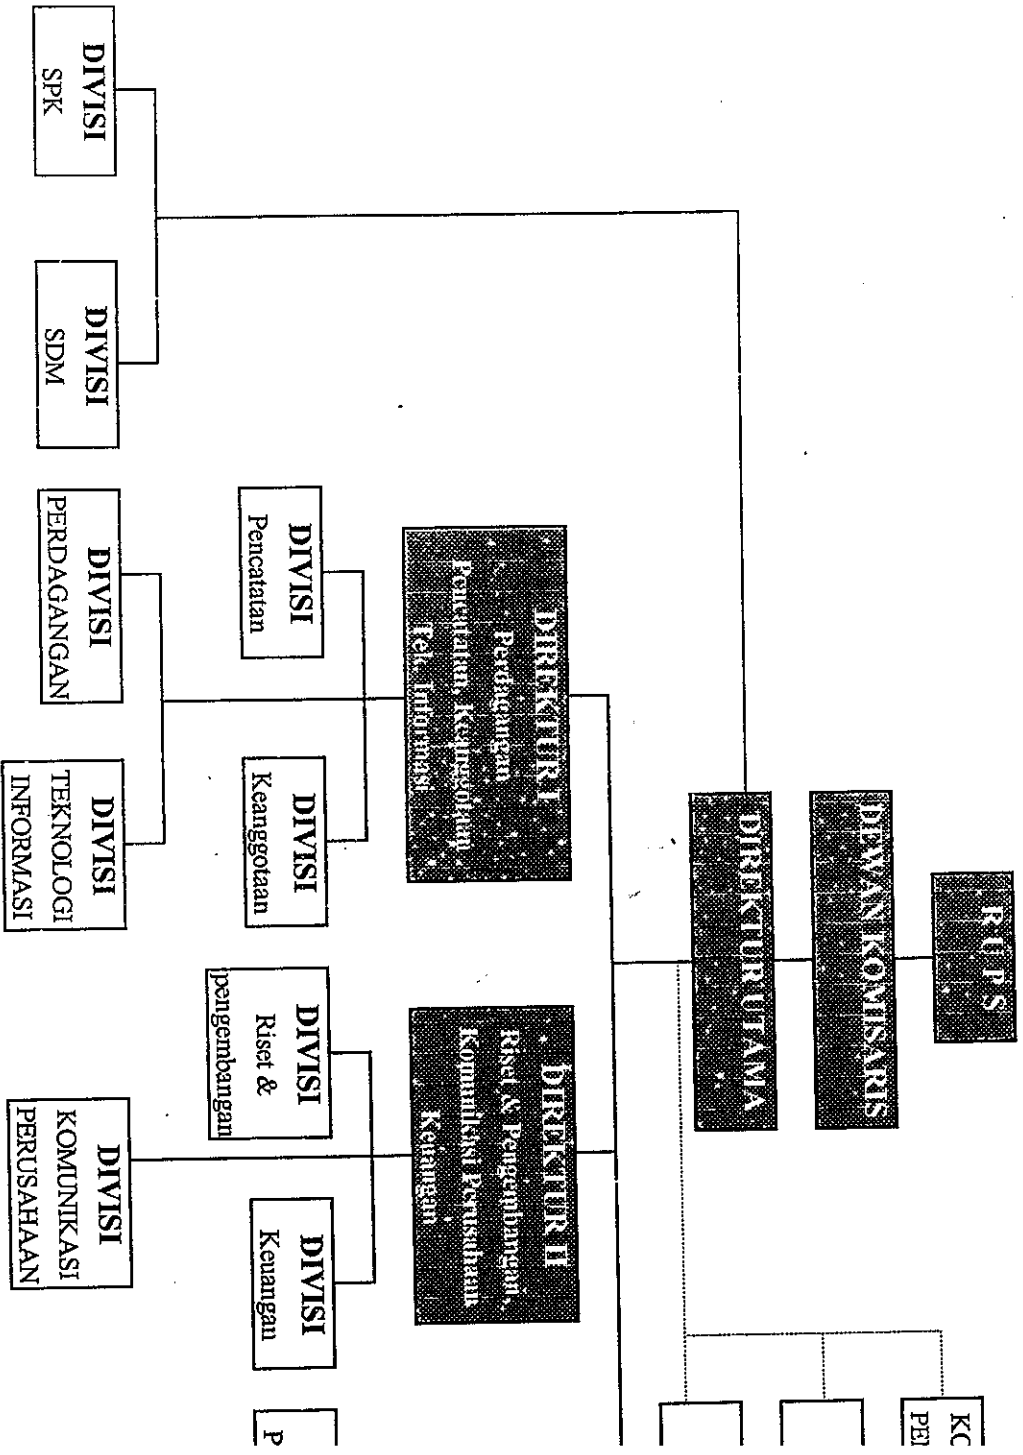 R U P S
DEWAN KOMISARIS
DIREKTUR UTAMA
KO
PE
DIREKTUR I
Perdagangan
Pencatatan, Keanggotaan
Tek. Informasi
DIREKTUR II
Riset & Pengembangan,
Komunikasi Perusahaan
Keuangan
DIVISI
Pencatatan
DIVISI
Keanggotaan
DIVISI
Riset &
pengembangan
DIVISI
Keuangan
P
DIVISI
SPK
DIVISI
SDM
DIVISI
PERDAGANGAN
DIVISI
TEKNOLOGI
INFORMASI
DIVISI
KOMUNIKASI
PERUSAHAAN